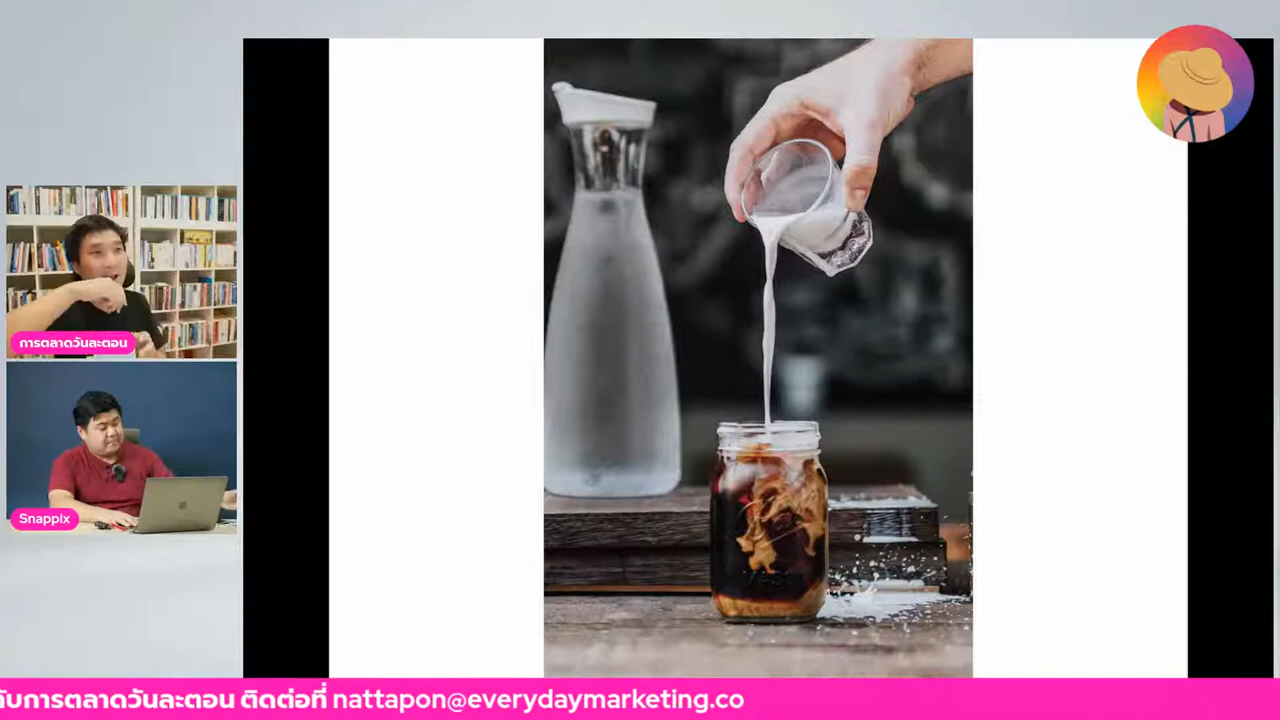 การตลาดวันละตอน
Snappix
การตลาดวันละตอน ติดต่อที่ nattapon@everydaymarketing.co